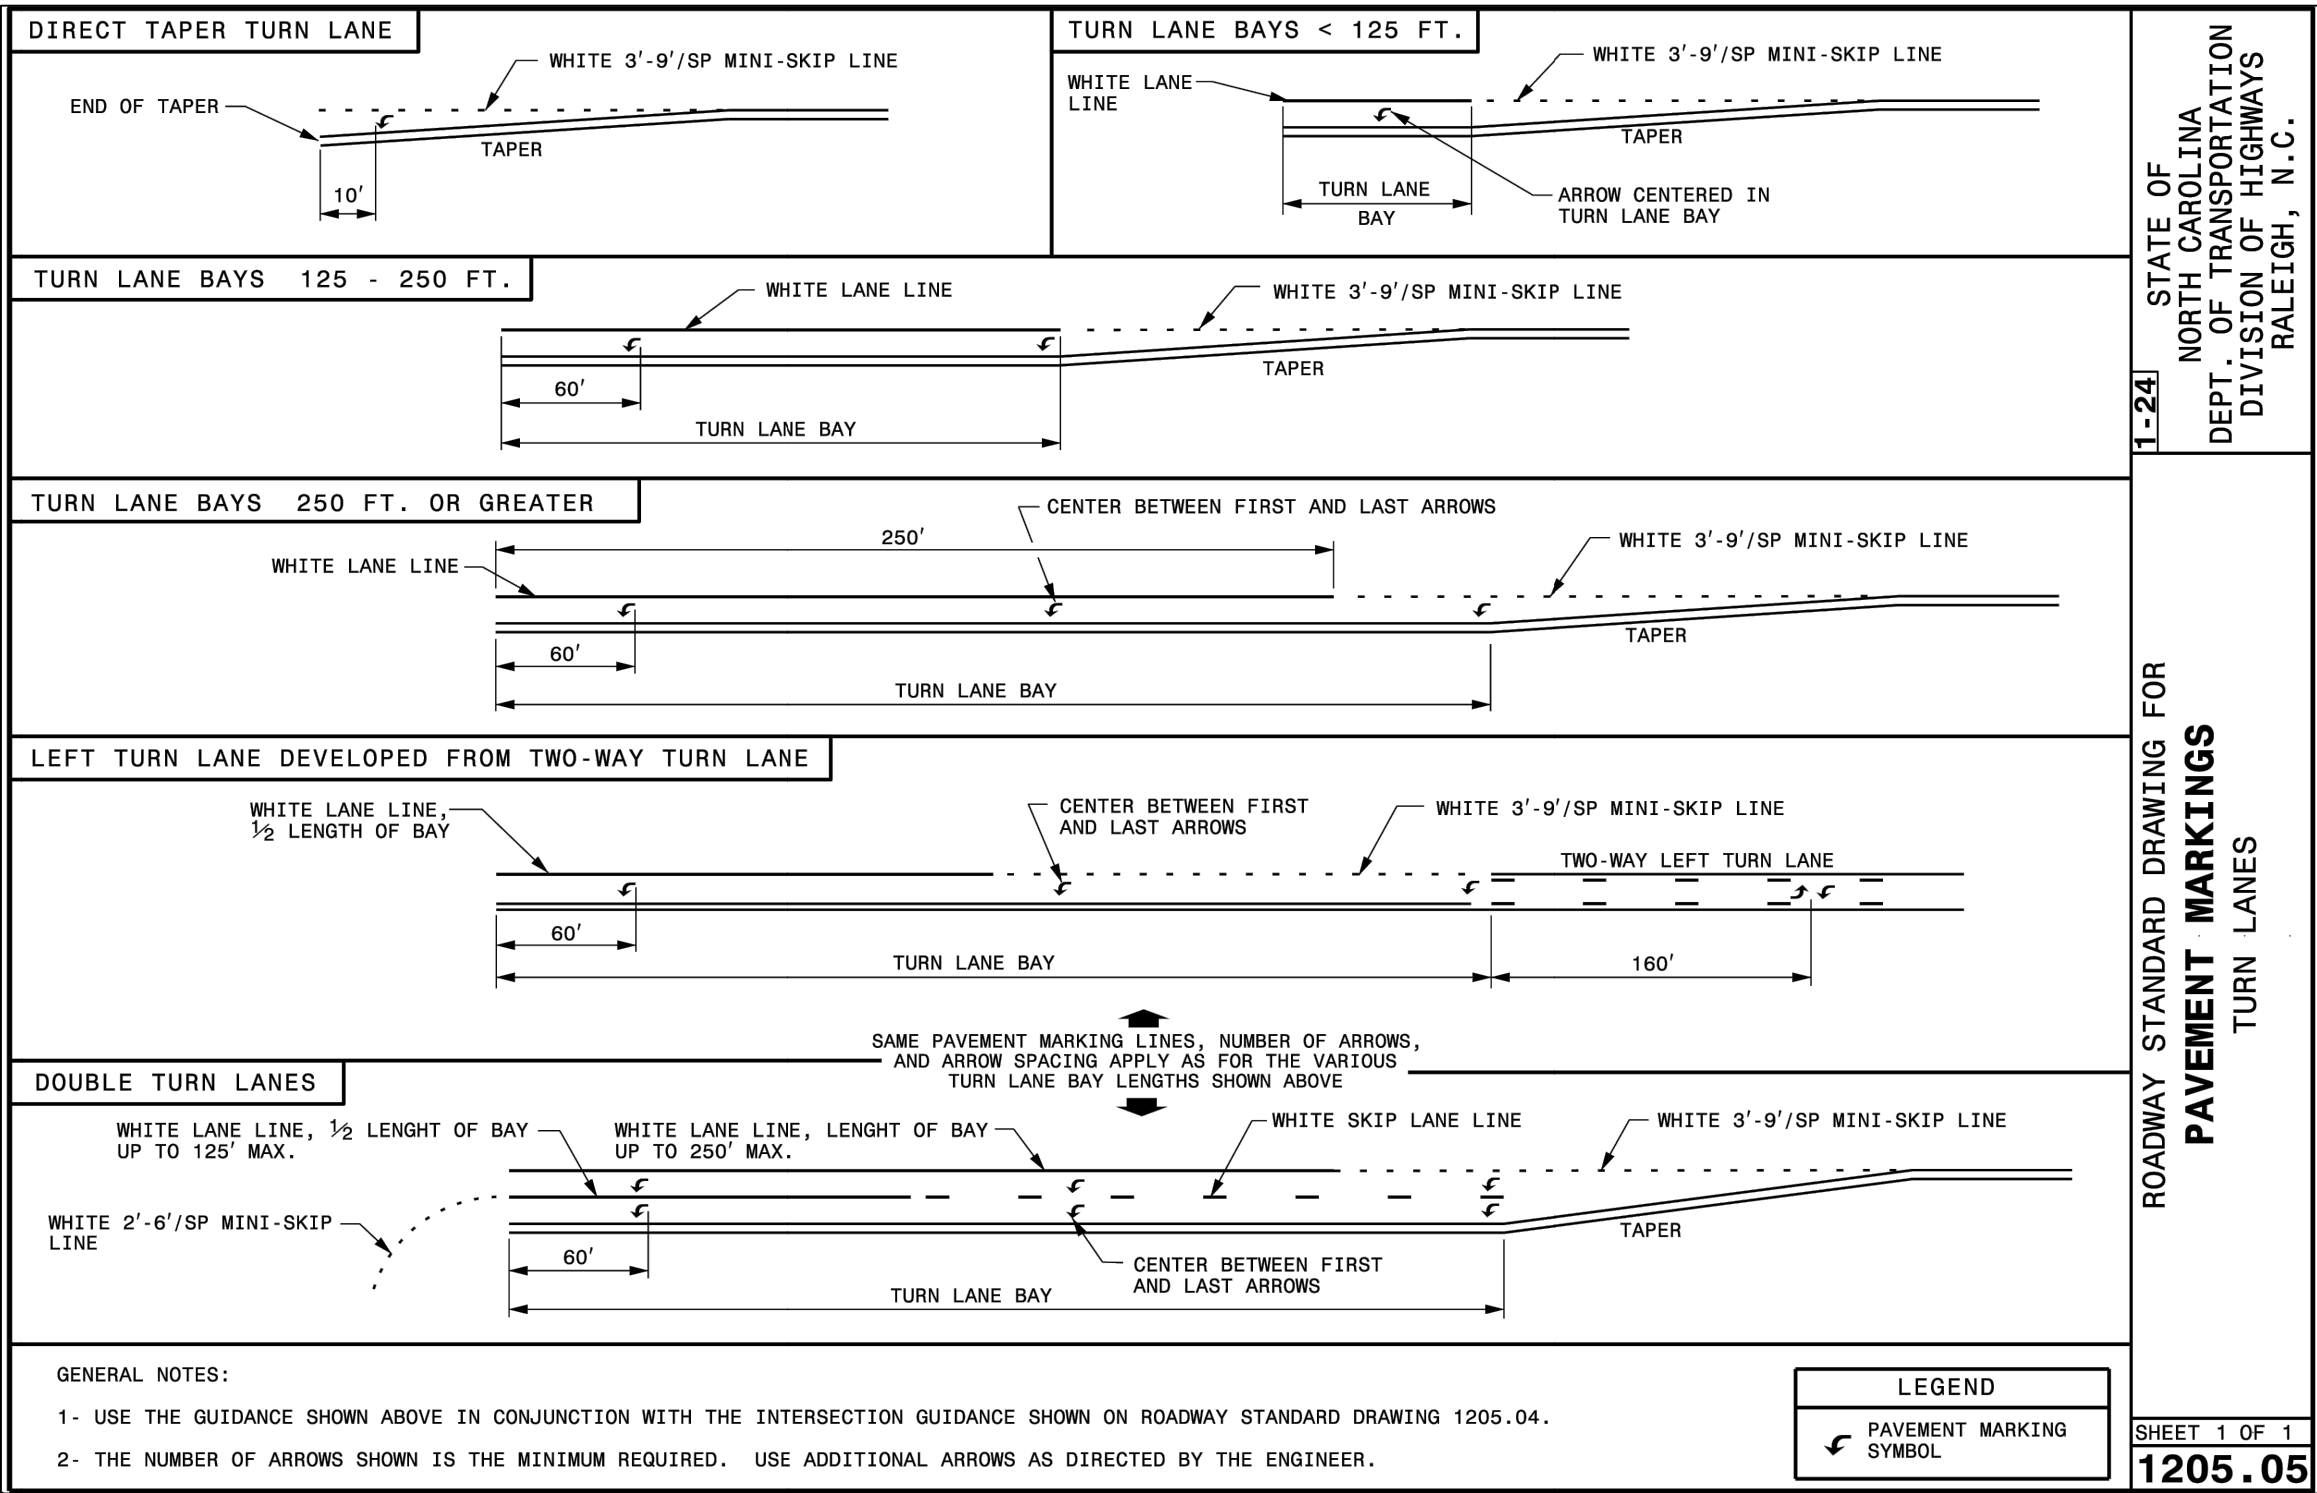 DIRECT TAPER TURN LANE
WHITE 3'-9'/SP MINI-SKIP LINE
END OF TAPER
TAPER
10'
TURN LANE BAYS < 125 FT.
WHITE 3'-9'/SP MINI-SKIP LINE
WHITE LANE
LINE
TAPER
TURN LANE
BAY
ARROW CENTERED IN
TURN LANE BAY
TURN LANE BAYS 125 - 250 FT.
WHITE LANE LINE
WHITE 3'-9'/SP MINI-SKIP LINE
TAPER
60'
TURN LANE BAY
TURN LANE BAYS 250 FT. OR GREATER
CENTER BETWEEN FIRST AND LAST ARROWS
250'
WHITE 3'-9'/SP MINI-SKIP LINE
WHITE LANE LINE
TAPER
60'
TURN LANE BAY
LEFT TURN LANE DEVELOPED FROM TWO-WAY TURN LANE
WHITE LANE LINE,
½ LENGTH OF BAY
CENTER BETWEEN FIRST
AND LAST ARROWS
WHITE 3'-9'/SP MINI-SKIP LINE
TWO-WAY LEFT TURN LANE
60'
TURN LANE BAY
160'
SAME PAVEMENT MARKING LINES, NUMBER OF ARROWS,
AND ARROW SPACING APPLY AS FOR THE VARIOUS
TURN LANE BAY LENGTHS SHOWN ABOVE
DOUBLE TURN LANES
WHITE LANE LINE, ½ LENGHT OF BAY
UP TO 125' MAX.
WHITE LANE LINE, LENGHT OF BAY
UP TO 250' MAX.
WHITE SKIP LANE LINE
WHITE 3'-9'/SP MINI-SKIP LINE
WHITE 2'-6'/SP MINI-SKIP
LINE
TAPER
60'
CENTER BETWEEN FIRST
AND LAST ARROWS
TURN LANE BAY
GENERAL NOTES:
1- USE THE GUIDANCE SHOWN ABOVE IN CONJUNCTION WITH THE INTERSECTION GUIDANCE SHOWN ON ROADWAY STANDARD DRAWING 1205.04.
2- THE NUMBER OF ARROWS SHOWN IS THE MINIMUM REQUIRED. USE ADDITIONAL ARROWS AS DIRECTED BY THE ENGINEER.
LEGEND
PAVEMENT MARKING
SYMBOL
1-24
STATE OF
NORTH CAROLINA
DEPT. OF TRANSPORTATION
DIVISION OF HIGHWAYS
RALEIGH, N.C.
ROADWAY STANDARD DRAWING FOR
PAVEMENT MARKINGS
TURN LANES
SHEET 1 OF 1
1205.05